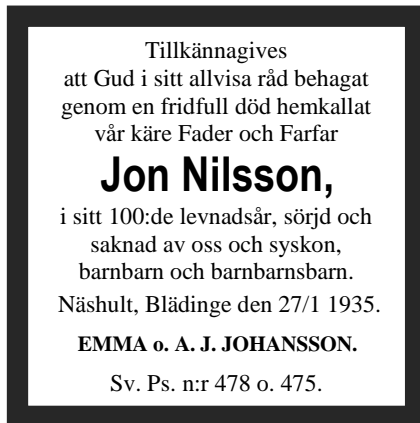 Tillkännagives
att Gud i sitt allvisa råd behagat
genom en fridfull död hemkallat
vår käre Fader och Farfar
Jon Nilsson,
i sitt 100:de levnadsår, sörjd och
saknad av oss och syskon,
barnbarn och barnbarnsbarn.
Näshult, Blädinge den 27/1 1935.
EMMA o. A. J. JOHANSSON.
Sv. Ps. n:r 478 o. 475.